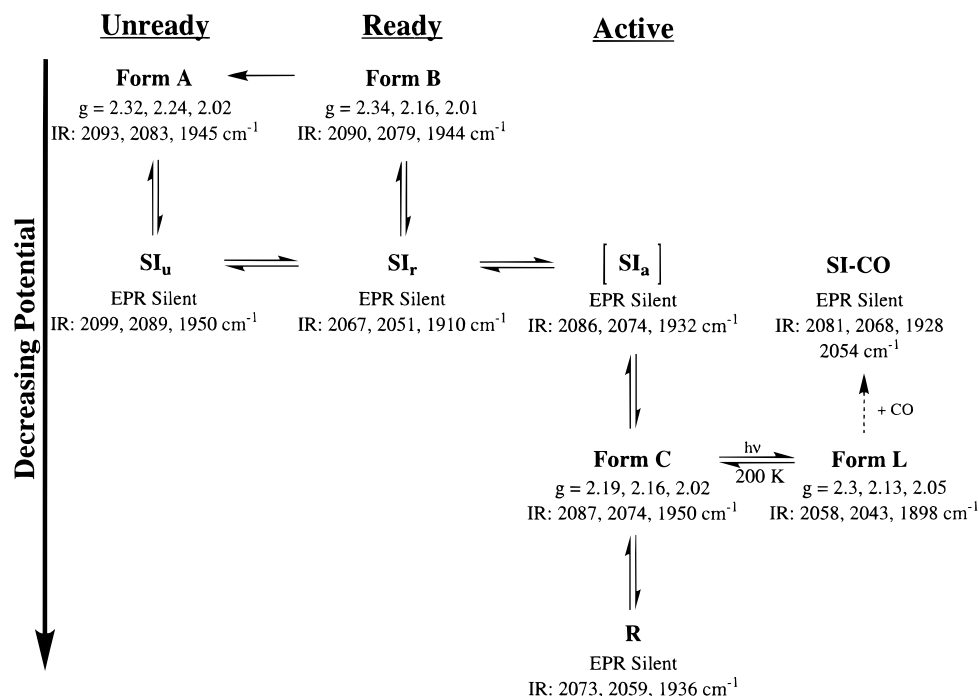 Unready
Ready
Active
Form A
g = 2.32, 2.24, 2.02
IR: 2093, 2083, 1945 cm⁻¹
Form B
g = 2.34, 2.16, 2.01
IR: 2090, 2079, 1944 cm⁻¹
Decreasing Potential
SIᵤ
EPR Silent
IR: 2099, 2089, 1950 cm⁻¹
SIᵣ
EPR Silent
IR: 2067, 2051, 1910 cm⁻¹
[ SIₐ ]
EPR Silent
IR: 2086, 2074, 1932 cm⁻¹
SI-CO
EPR Silent
IR: 2081, 2068, 1928
2054 cm⁻¹
+ CO
Form C
g = 2.19, 2.16, 2.02
IR: 2087, 2074, 1950 cm⁻¹
hν
200 K
Form L
g = 2.3, 2.13, 2.05
IR: 2058, 2043, 1898 cm⁻¹
R
EPR Silent
IR: 2073, 2059, 1936 cm⁻¹